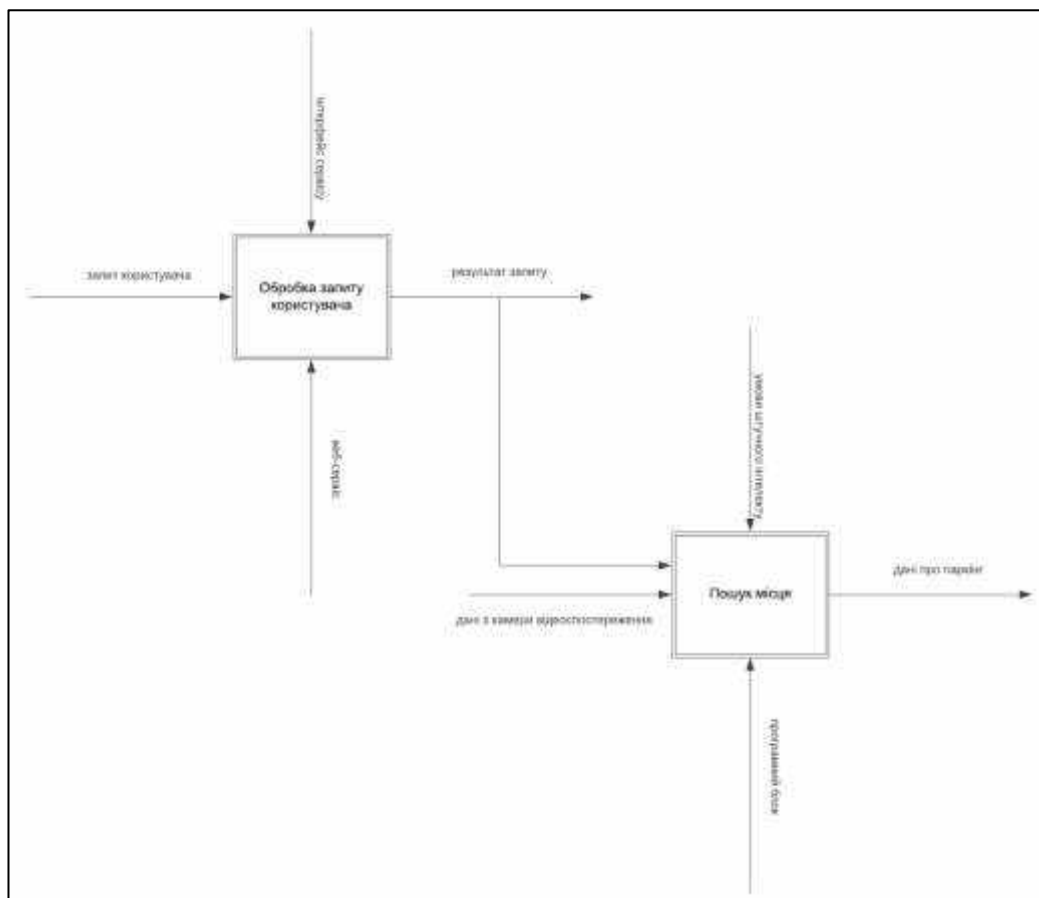 інтерфейс сервісу
запит користувача
Обробка запиту
користувача
результат запиту
веб-сервіс
умови штучного інтелекту
Пошук місця
дані з камери відеоспостереження
дані про паркінг
програмний блок